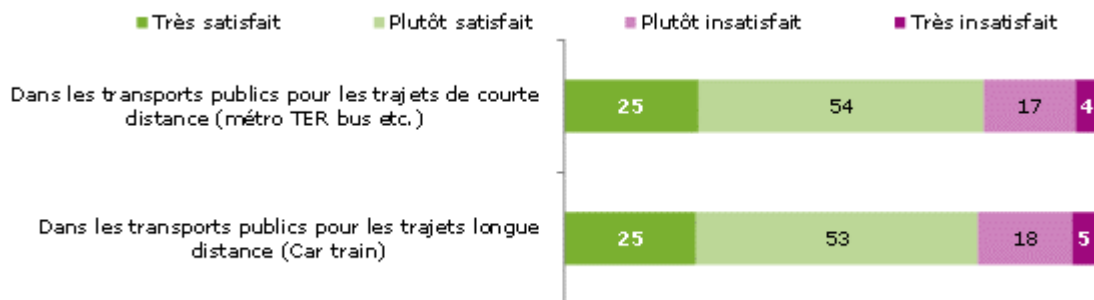 Très satisfait Plutôt satisfait Plutôt insatisfait Très insatisfait
Dans les transports publics pour les trajets de courte
distance (métro TER bus etc.)
25 54 17 4
Dans les transports publics pour les trajets longue
distance (Car train)
25 53 18 5